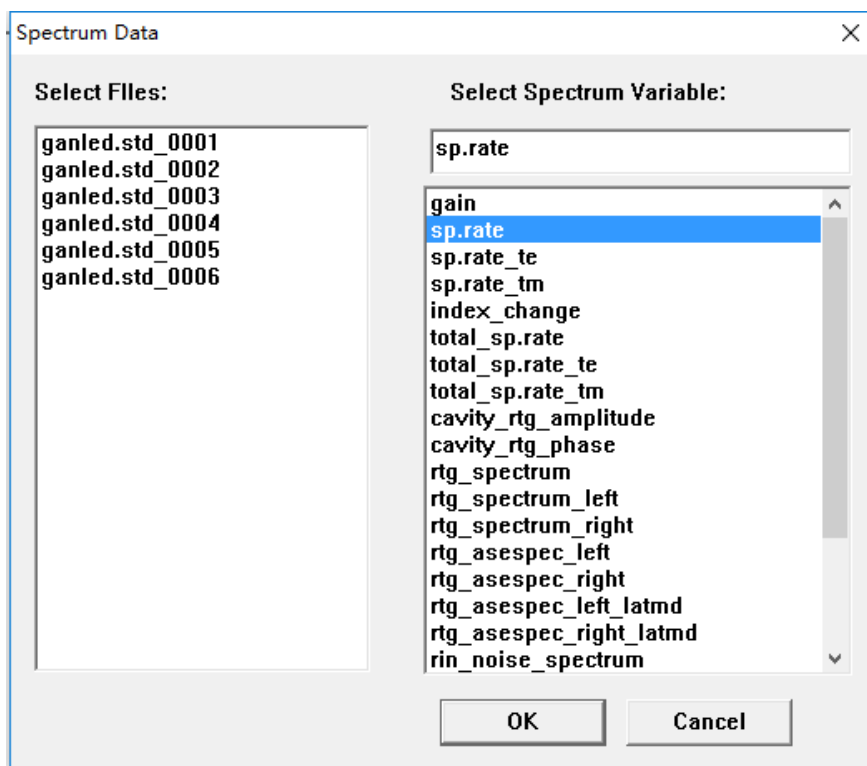 Spectrum Data
Select FIles:
ganled.std_0001
ganled.std_0002
ganled.std_0003
ganled.std_0004
ganled.std_0005
ganled.std_0006
Select Spectrum Variable:
sp.rate
gain
sp.rate
sp.rate_te
sp.rate_tm
index_change
total_sp.rate
total_sp.rate_te
total_sp.rate_tm
cavity_rtg_amplitude
cavity_rtg_phase
rtg_spectrum
rtg_spectrum_left
rtg_spectrum_right
rtg_asespec_left
rtg_asespec_right
rtg_asespec_left_latmd
rtg_asespec_right_latmd
rin_noise_spectrum
OK
Cancel